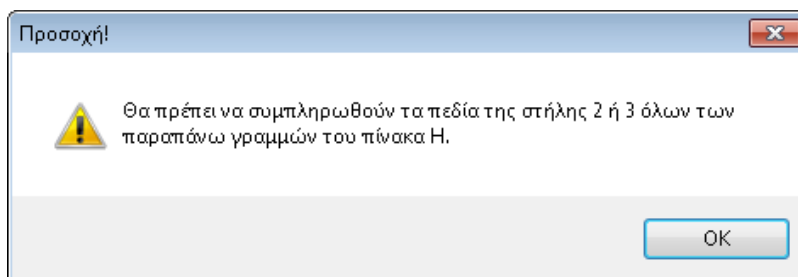 Προσοχή!
Θα πρέπει να συμπληρωθούν τα πεδία της στήλης 2 ή 3 όλων των
παραπάνω γραμμών του πίνακα Η.
OK